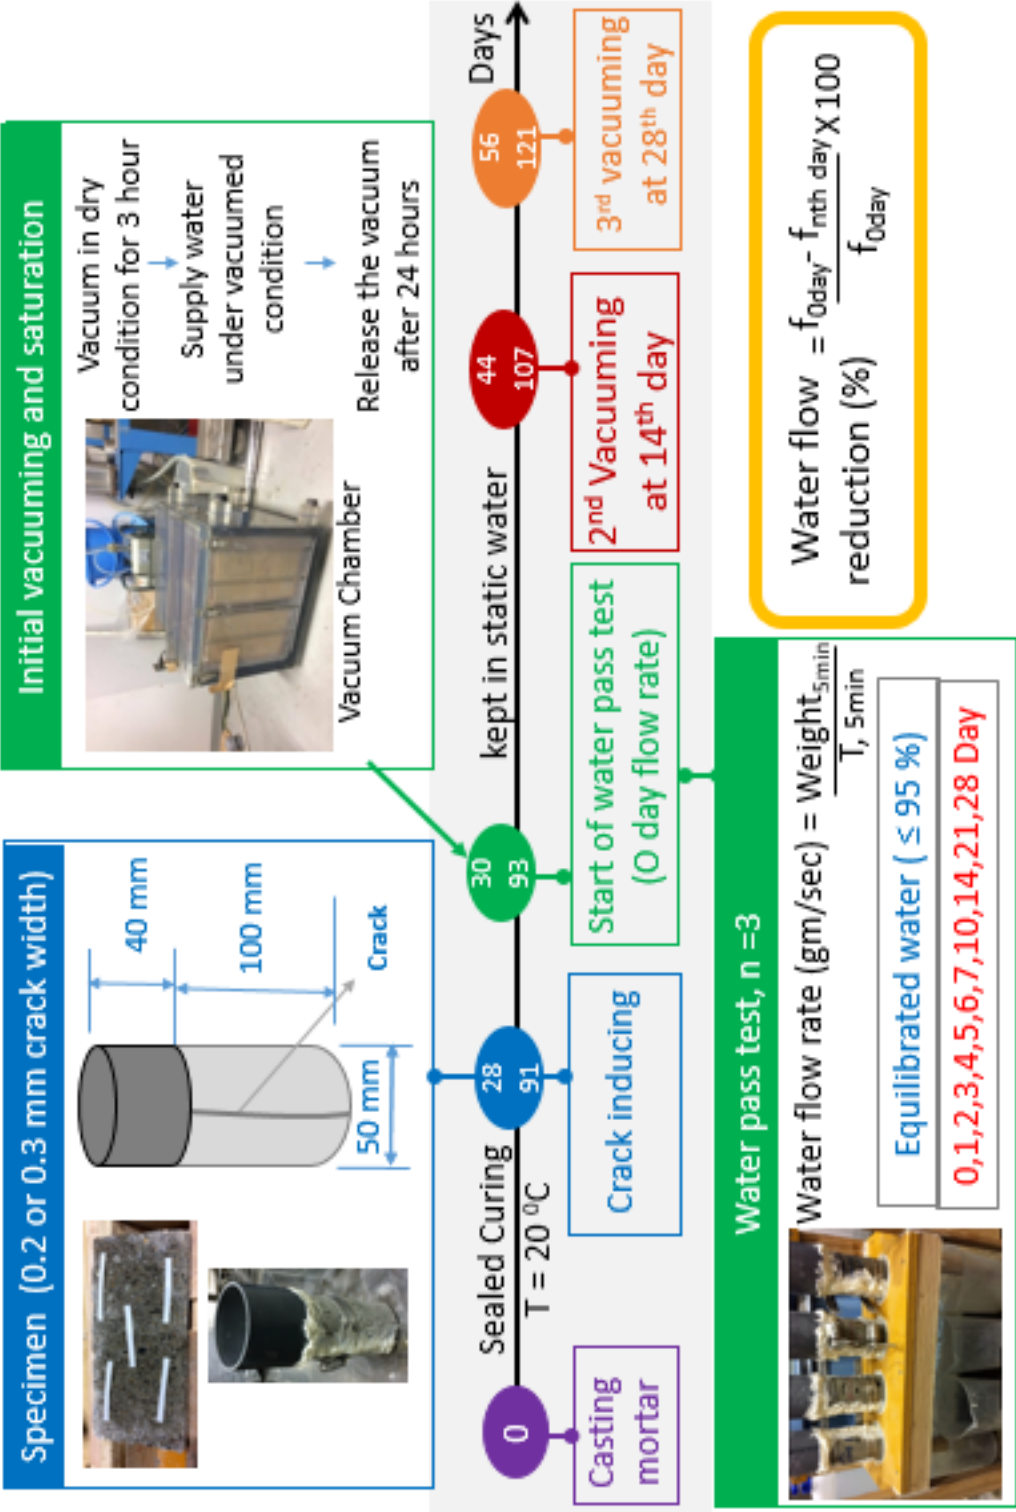 Specimen (0.2 or 0.3 mm crack width)
40 mm
100 mm
50 mm
Crack
Initial vacuuming and saturation
Vacuum Chamber
Vacuum in dry
condition for 3 hour
Supply water
under vacuumed
condition
Release the vacuum
after 24 hours
Sealed Curing
T = 20 ⁰C
kept in static water
Days
0
28
91
30
93
44
107
56
121
Casting
mortar
Crack inducing
Start of water pass test
(O day flow rate)
2nd Vacuuming
at 14th day
3rd vacuuming
at 28th day
Water pass test, n =3
Water flow rate (gm/sec) = Weight5min
T, 5min
Equilibrated water ( ≤ 95 %)
0,1,2,3,4,5,6,7,10,14,21,28 Day
Water flow = f0day- fnth day x100
reduction (%) f0day